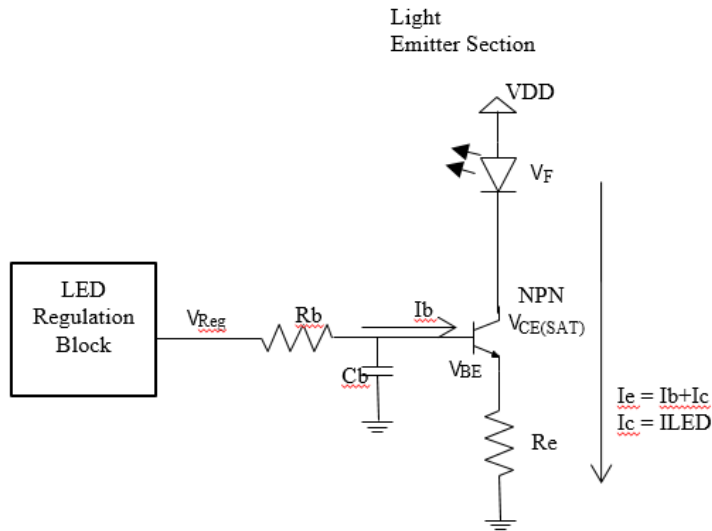 Light
Emitter Section
VDD
VF
LED
Regulation
Block
VReg
Rb
Ib
NPN
VCE(SAT)
Cb
VBE
Re
Ie = Ib+Ic
Ic = ILED